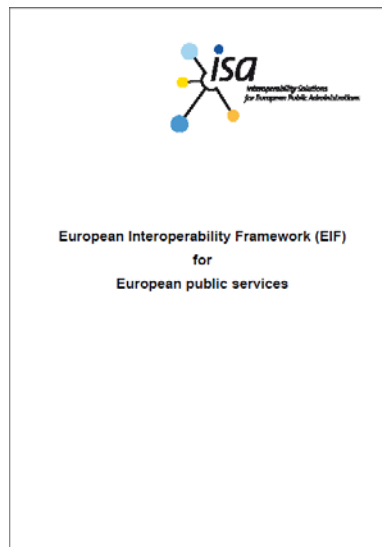 isa
Interoperability Solutions
for European Public Administrations
European Interoperability Framework (EIF)
for
European public services